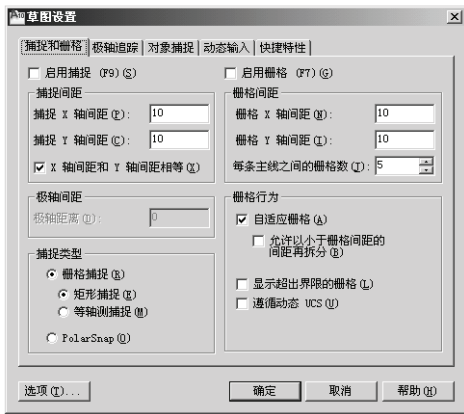 草图设置
捕捉和栅格 极轴追踪 对象捕捉 动态输入 快捷特性
启用捕捉 (F9)(S)
启用栅格 (F7)(G)
捕捉间距
捕捉 X 轴间距(P): 10
捕捉 Y 轴间距(C): 10
X 轴间距和 Y 轴间距相等(X)
栅格间距
栅格 X 轴间距(N): 10
栅格 Y 轴间距(I): 10
每条主线之间的栅格数(J): 5
极轴间距
极轴距离(D): 0
捕捉类型
栅格捕捉(R)
矩形捕捉(E)
等轴测捕捉(M)
PolarSnap(O)
栅格行为
自适应栅格(A)
允许以小于栅格间距的
间距再拆分(B)
显示超出界限的栅格(L)
遵循动态 UCS(U)
选项(T)...
确定
取消
帮助(H)